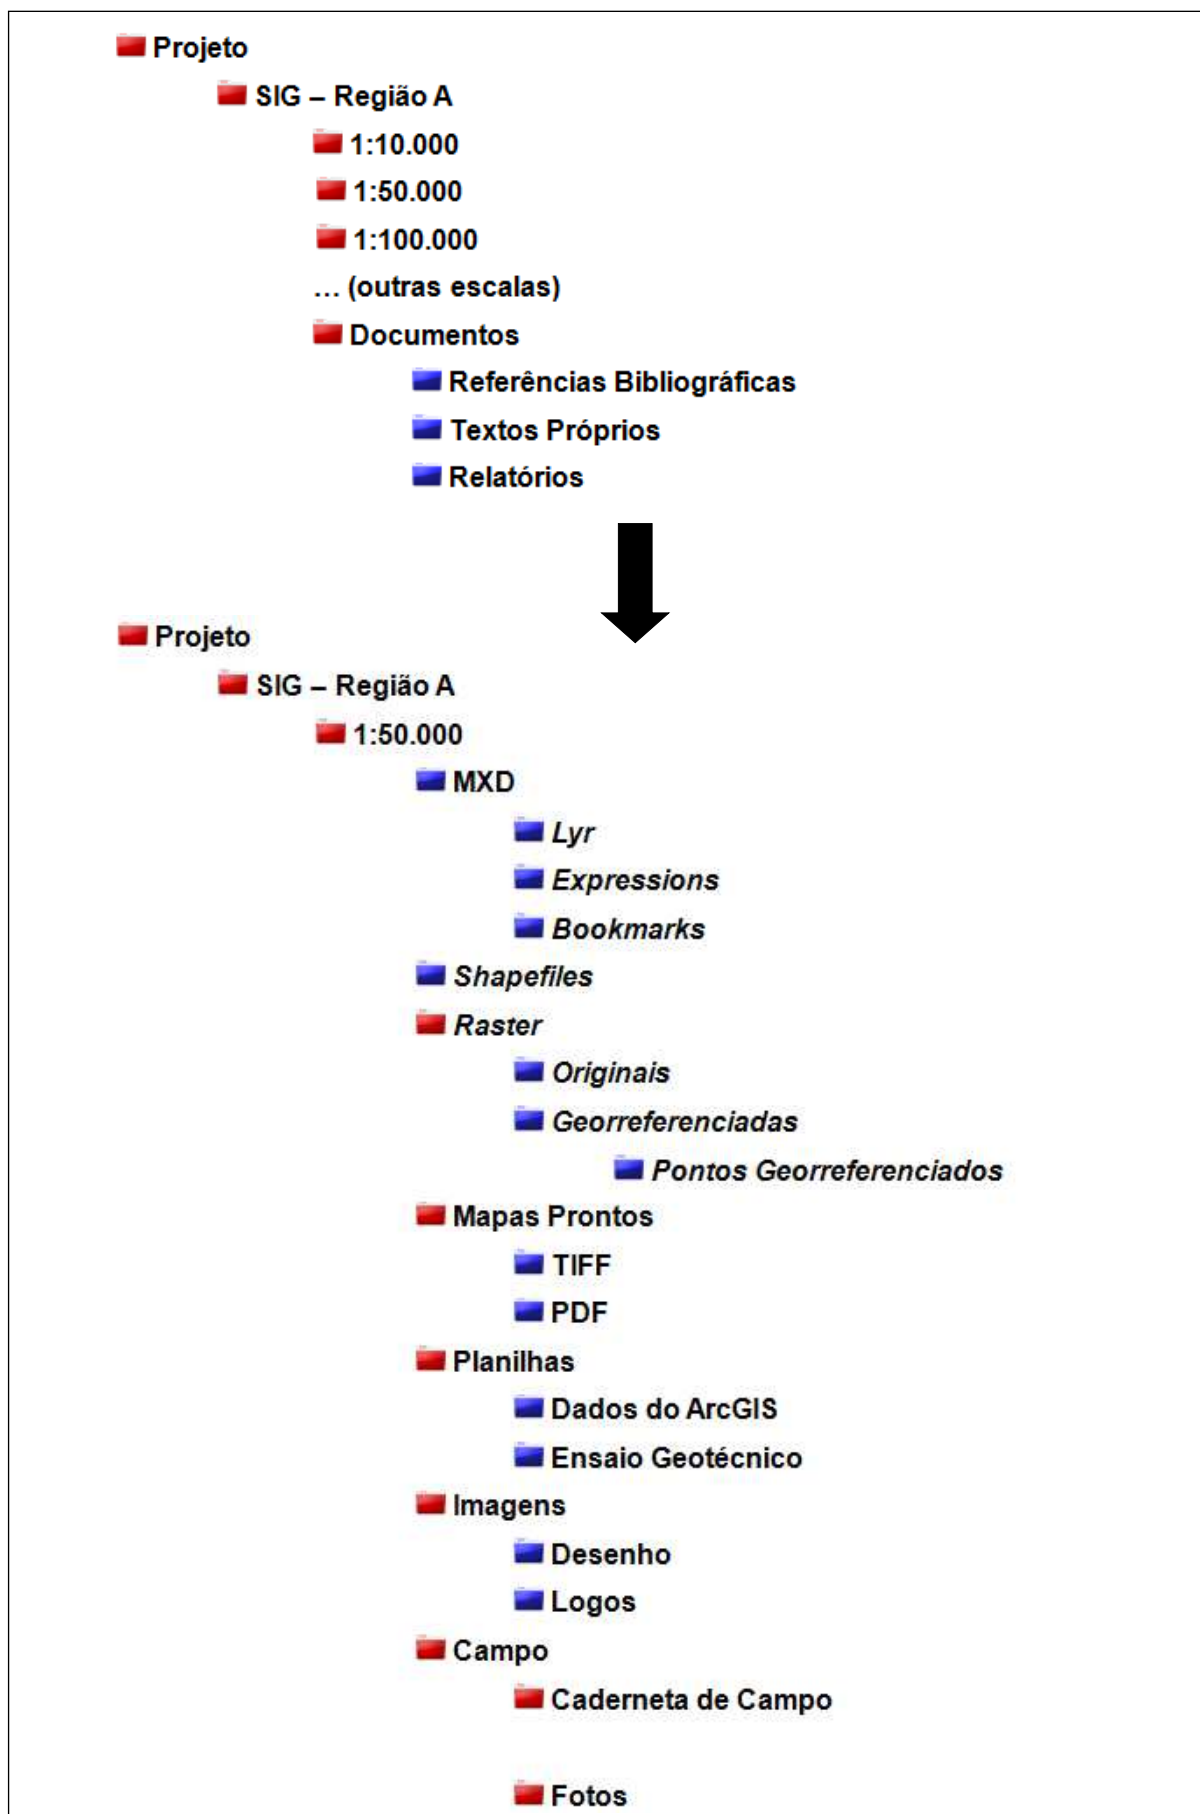 Projeto
SIG – Região A
1:10.000
1:50.000
1:100.000
... (outras escalas)
Documentos
Referências Bibliográficas
Textos Próprios
Relatórios
Projeto
SIG – Região A
1:50.000
MXD
Lyr
Expressions
Bookmarks
Shapefiles
Raster
Originais
Georreferenciadas
Pontos Georreferenciados
Mapas Prontos
TIFF
PDF
Planilhas
Dados do ArcGIS
Ensaio Geotécnico
Imagens
Desenho
Logos
Campo
Caderneta de Campo
Fotos